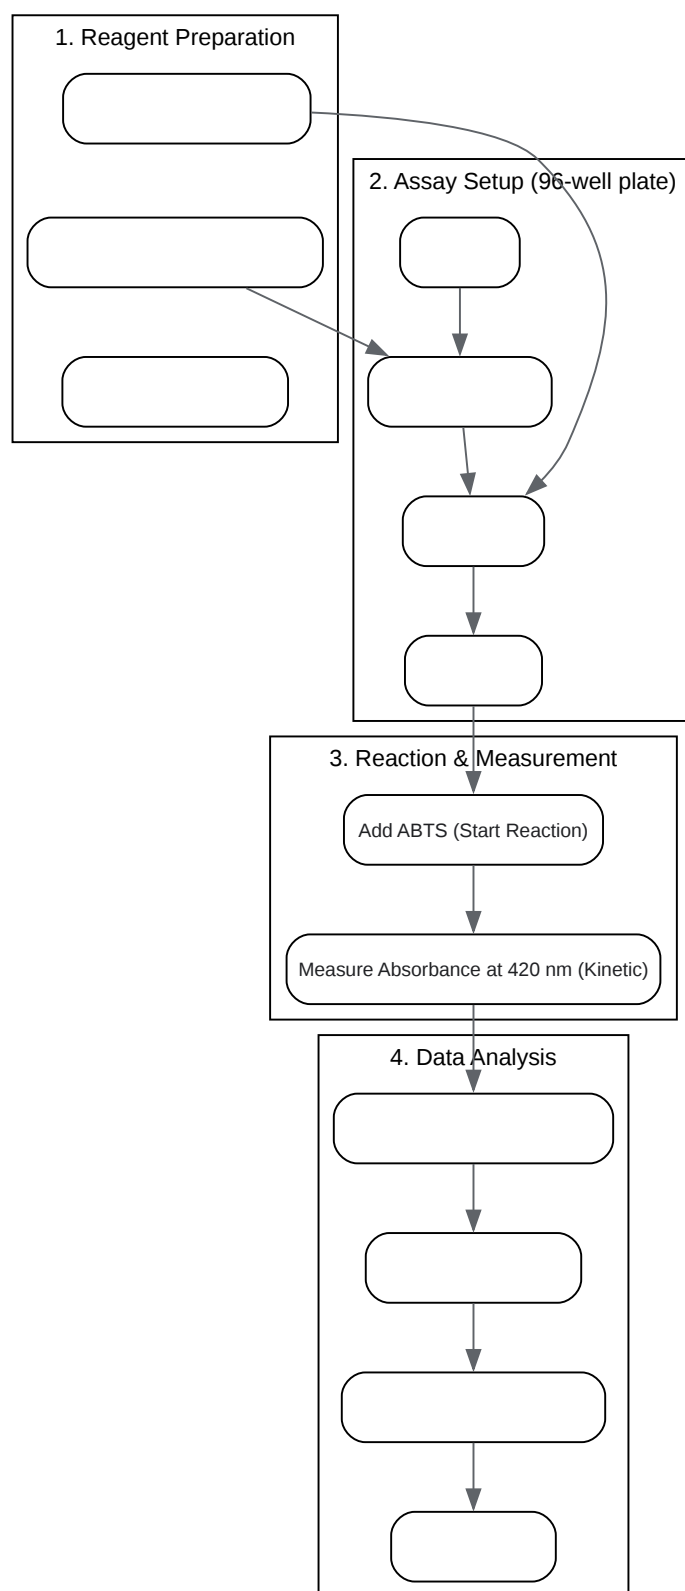 1. Reagent Preparation
2. Assay Setup (96-well plate)
3. Reaction & Measurement
Add ABTS (Start Reaction)
Measure Absorbance at 420 nm (Kinetic)
4. Data Analysis